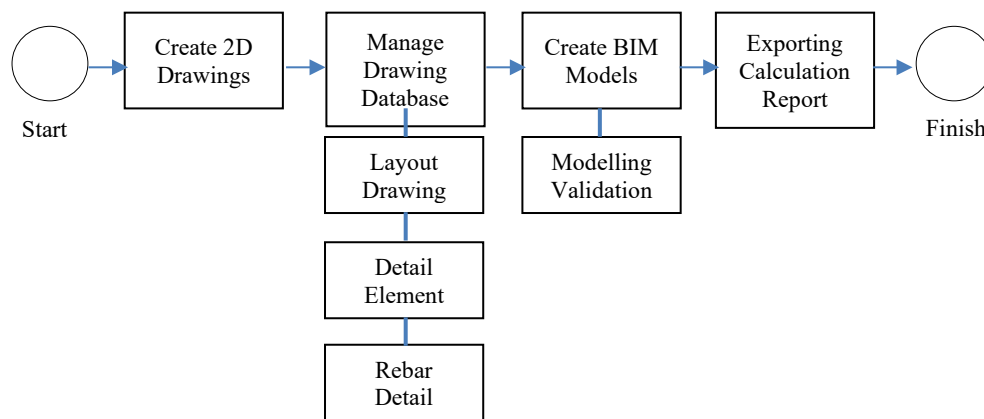 Start
Create 2D
Drawings
Manage
Drawing
Database
Create BIM
Models
Exporting
Calculation
Report
Finish
Layout
Drawing
Modelling
Validation
Detail
Element
Rebar
Detail